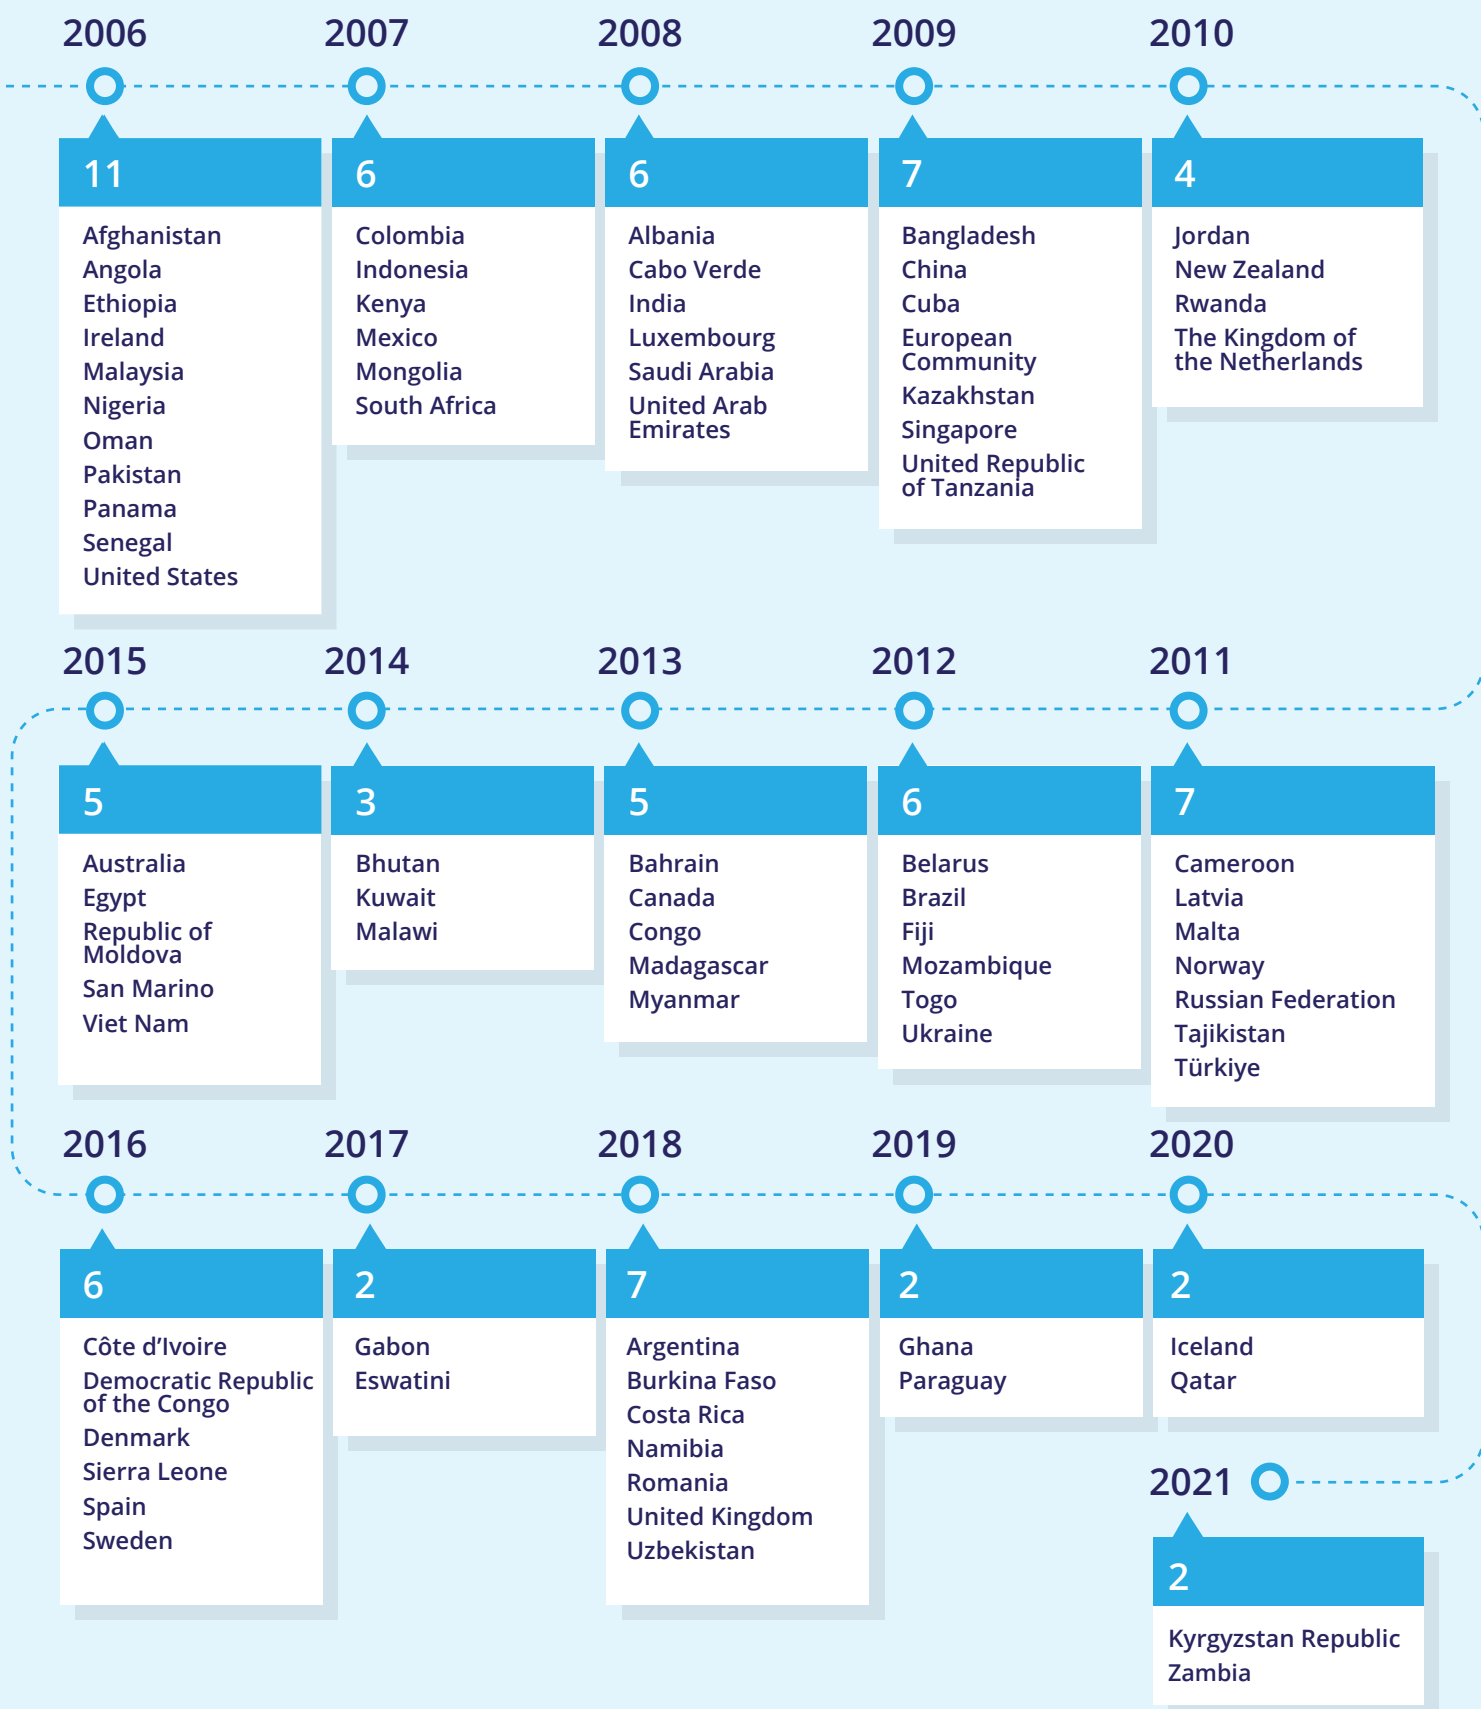 2006
11
Afghanistan
Angola
Ethiopia
Ireland
Malaysia
Nigeria
Oman
Pakistan
Panama
Senegal
United States
2007
6
Colombia
Indonesia
Kenya
Mexico
Mongolia
South Africa
2008
6
Albania
Cabo Verde
India
Luxembourg
Saudi Arabia
United Arab
Emirates
2009
7
Bangladesh
China
Cuba
European
Community
Kazakhstan
Singapore
United Republic
of Tanzania
2010
4
Jordan
New Zealand
Rwanda
The Kingdom of
the Netherlands
2011
7
Cameroon
Latvia
Malta
Norway
Russian Federation
Tajikistan
Türkiye
2012
6
Belarus
Brazil
Fiji
Mozambique
Togo
Ukraine
2013
5
Bahrain
Canada
Congo
Madagascar
Myanmar
2014
3
Bhutan
Kuwait
Malawi
2015
5
Australia
Egypt
Republic of
Moldova
San Marino
Viet Nam
2016
6
Côte d’Ivoire
Democratic Republic
of the Congo
Denmark
Sierra Leone
Spain
Sweden
2017
2
Gabon
Eswatini
2018
7
Argentina
Burkina Faso
Costa Rica
Namibia
Romania
United Kingdom
Uzbekistan
2019
2
Ghana
Paraguay
2020
2
Iceland
Qatar
2021
2
Kyrgyzstan Republic
Zambia